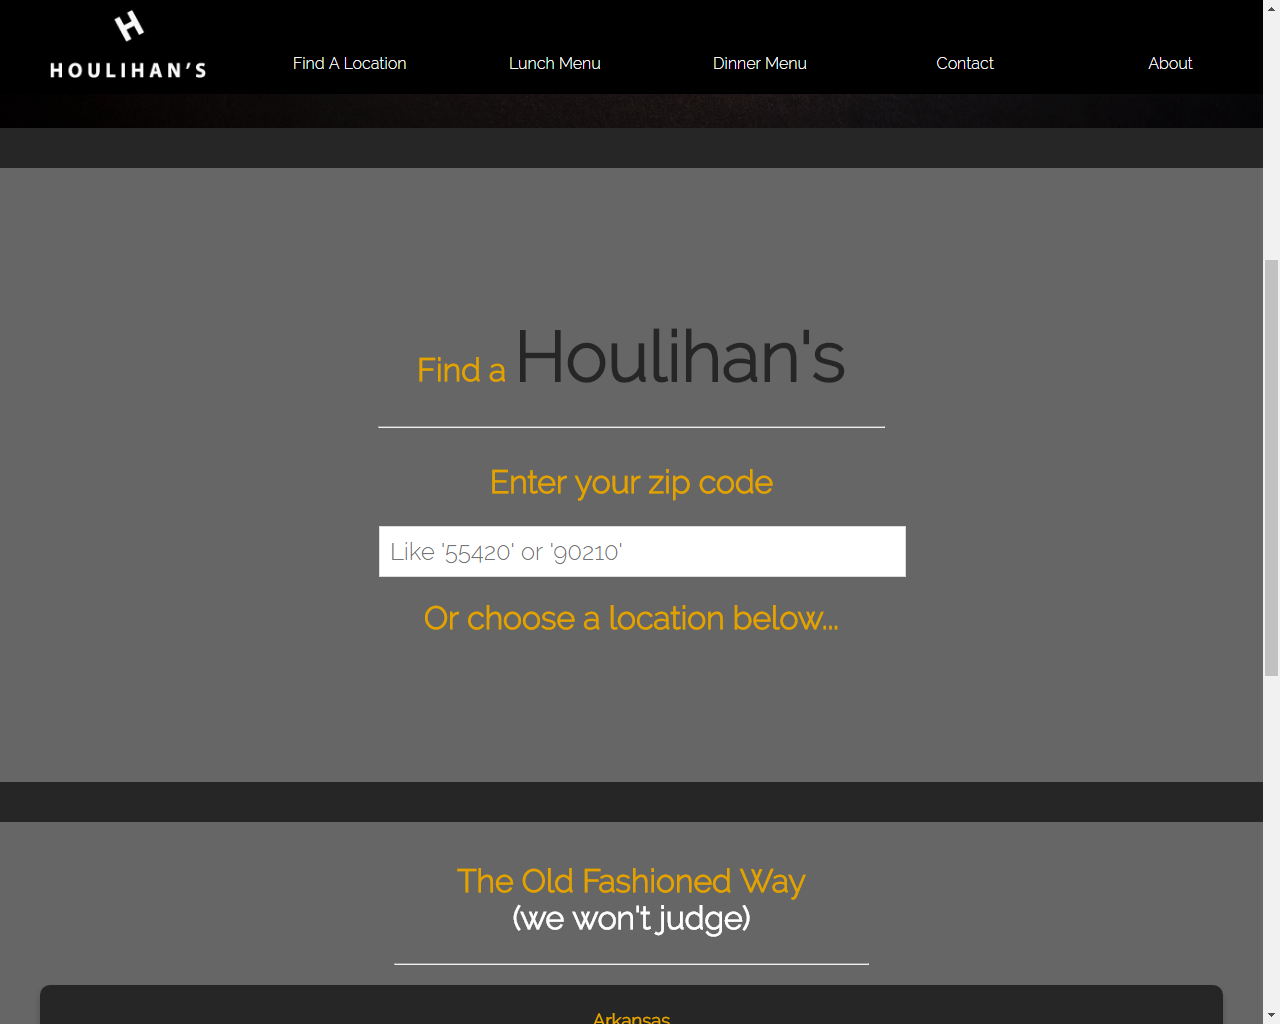 H
HOULIHAN'S
Find A Location
Lunch Menu
Dinner Menu
Contact
About
Find a Houlihan's
Enter your zip code
Like '55420' or '90210'
Or choose a location below...
The Old Fashioned Way
(we won't judge)
Arkansas